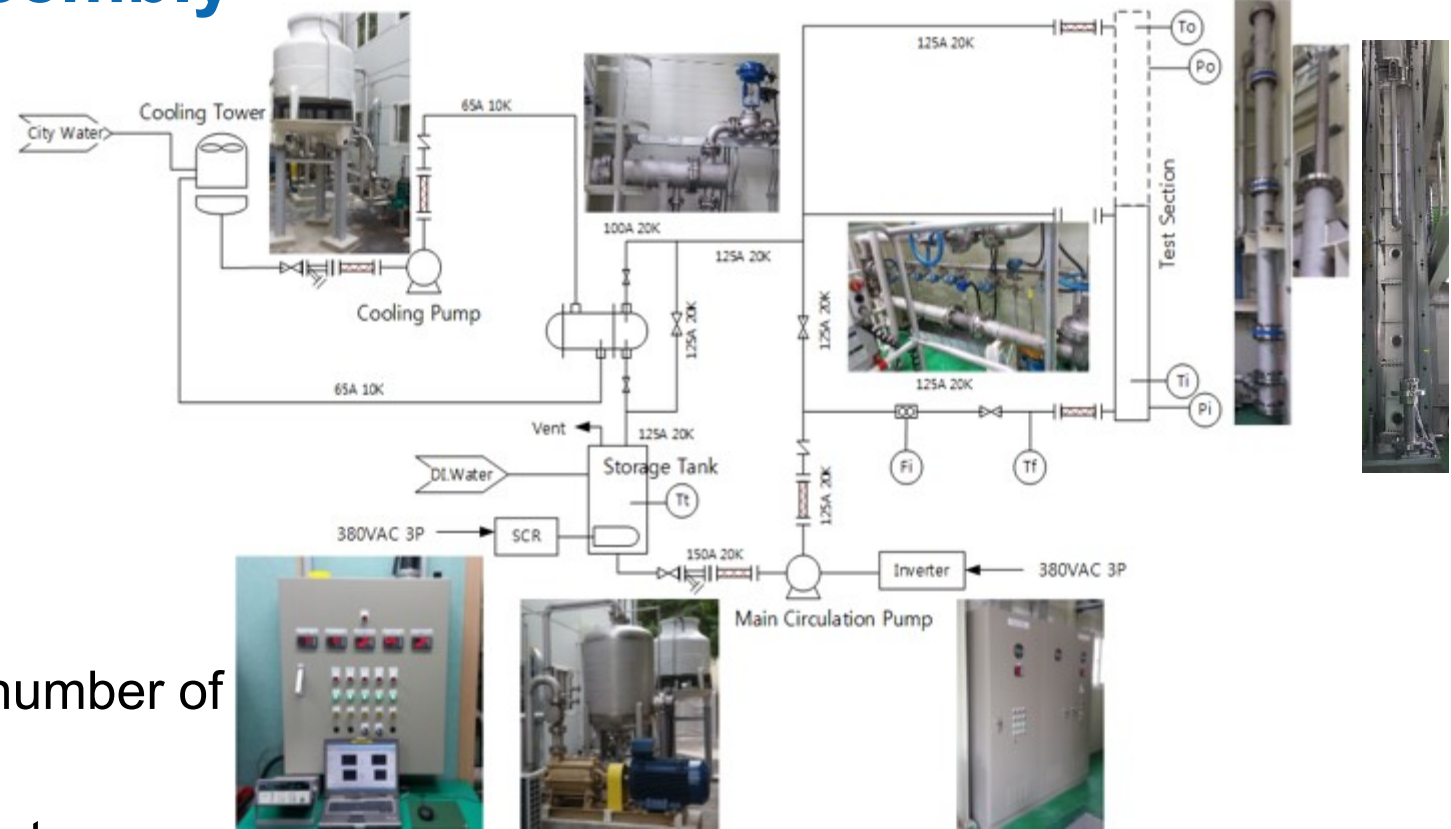 To
125A 20K
Po
65A 10K
Cooling Tower
City Water
Test Section
100A 20K
125A 20K
Cooling Pump
125A 20K
125A 20K
125A 20K
Ti
65A 10K
Pi
Vent
125A 20K
Storage Tank
DI.Water
Fi
Tf
Tt
125A 20K
380VAC 3P
SCR
150A 20K
Inverter
380VAC 3P
Main Circulation Pump
number of